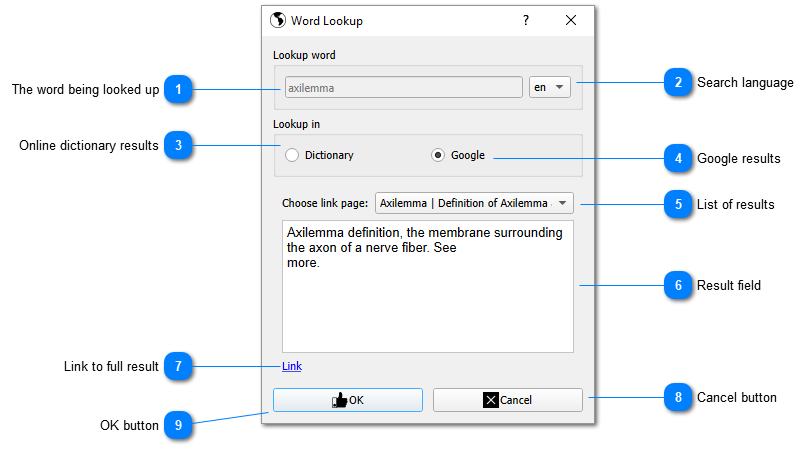 Word Lookup ?
Lookup word
The word being looked up 1
axilemma
en
2 Search language
Lookup in
Online dictionary results 3
Dictionary
Google
4 Google results
Choose link page:
Axilemma | Definition of Axilemma
5 List of results
Axilemma definition, the membrane surrounding
the axon of a nerve fiber. See
more.
6 Result field
Link to full result 7
Link
OK
Cancel
8 Cancel button
OK button 9